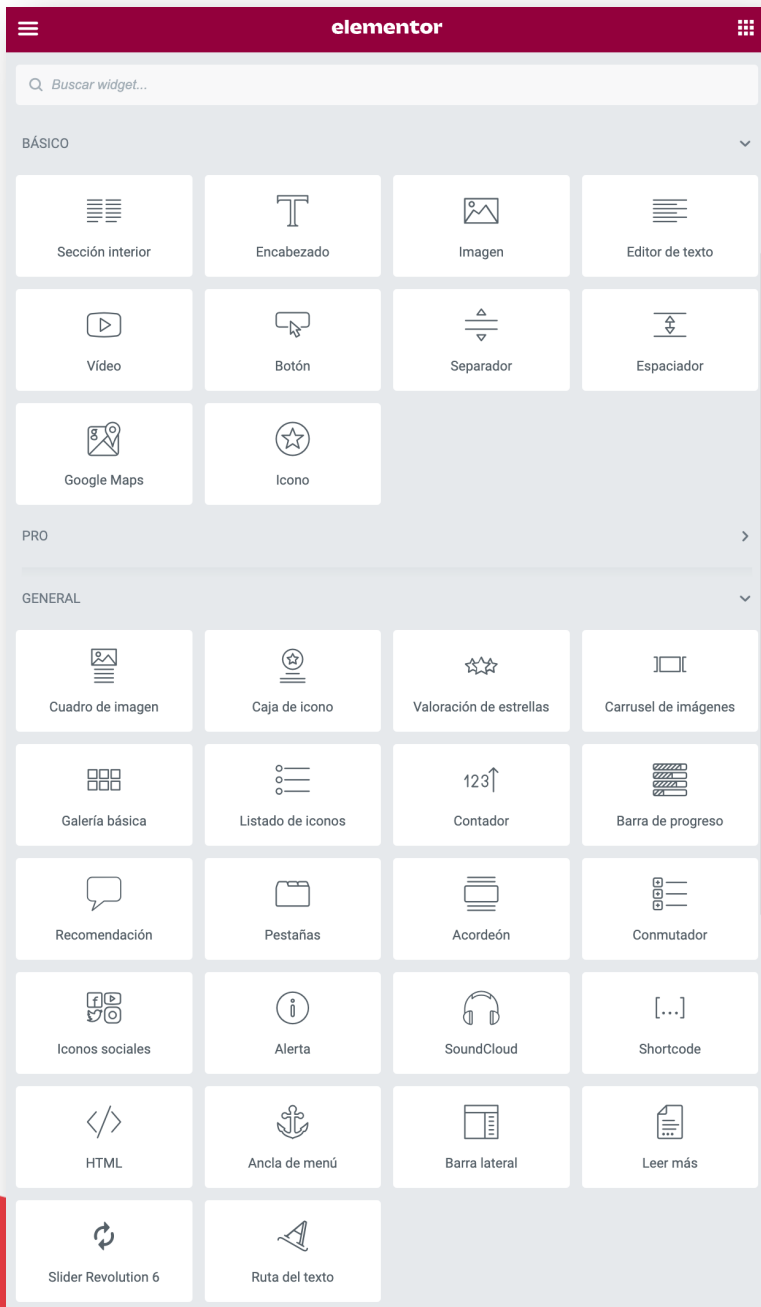 elementor
Buscar widget...
BÁSICO
Sección interior
Encabezado
Imagen
Editor de texto
Vídeo
Botón
Separador
Espaciador
Google Maps
Icono
PRO
GENERAL
Cuadro de imagen
Caja de icono
Valoración de estrellas
Carrusel de imágenes
Galería básica
Listado de iconos
123
Contador
Barra de progreso
Recomendación
Pestañas
Acordeón
Conmutador
Iconos sociales
Alerta
SoundCloud
[...]
Shortcode
</>
HTML
Ancla de menú
Barra lateral
Leer más
Slider Revolution 6
Ruta del texto